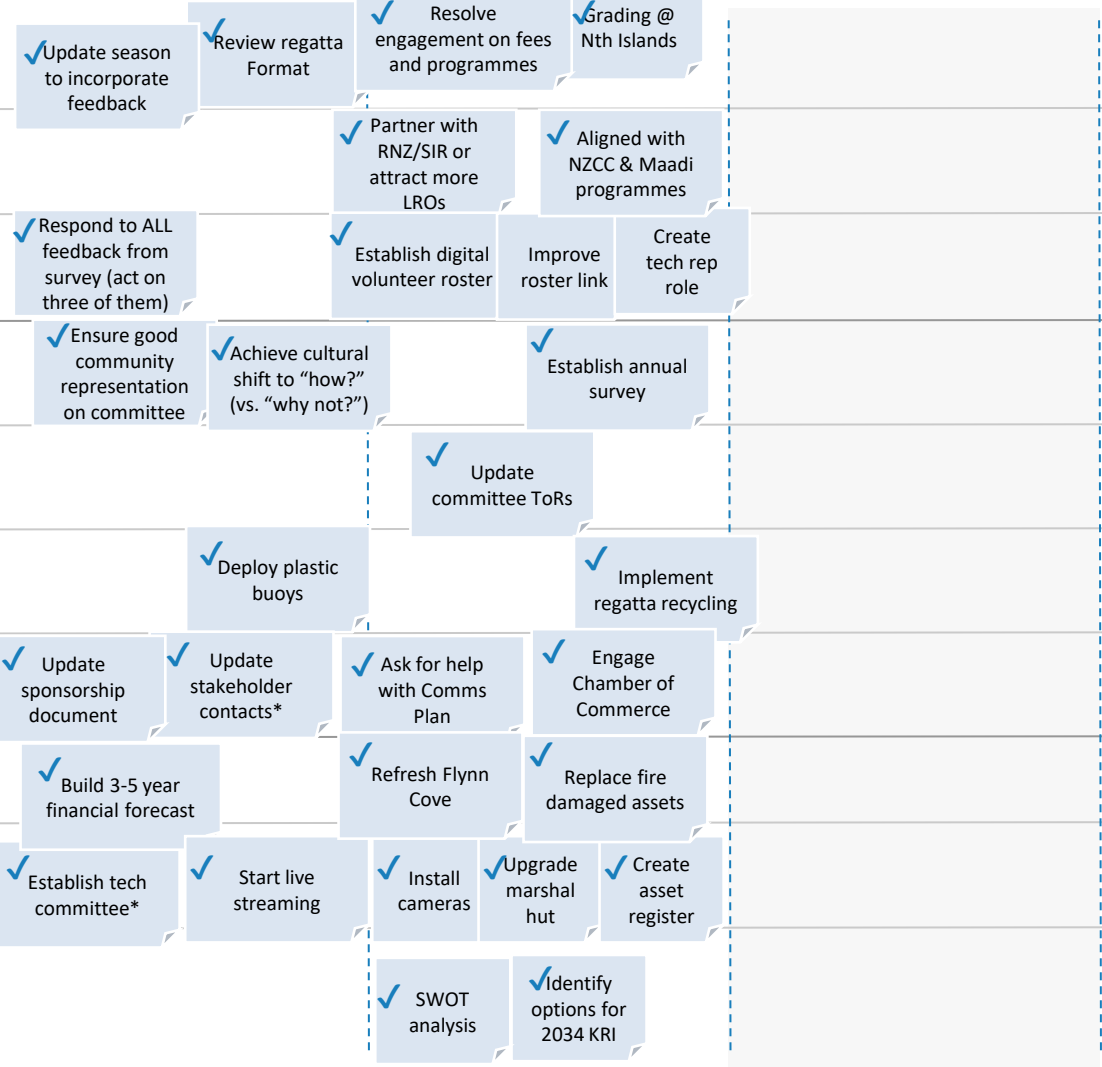 Update season
to incorporate
feedback
Review regatta
Format
Resolve
engagement on fees
and programmes
Grading @
Nth Islands
Partner with
RNZ/SIR or
attract more
LROs
Aligned with
NZCC & Maadi
programmes
Respond to ALL
feedback from
survey (act on
three of them)
Establish digital
volunteer roster
Improve
roster link
Create
tech rep
role
Ensure good
community
representation
on committee
Achieve cultural
shift to “how?”
(vs. “why not?”)
Establish annual
survey
Update
committee ToRs
Deploy plastic
buoys
Implement
regatta recycling
Update
sponsorship
document
Update
stakeholder
contacts*
Ask for help
with Comms
Plan
Engage
Chamber of
Commerce
Build 3-5 year
financial forecast
Refresh Flynn
Cove
Replace fire
damaged assets
Establish tech
committee*
Start live
streaming
Install
cameras
Upgrade
marshal
hut
Create
asset
register
SWOT
analysis
Identify
options for
2034 KRI